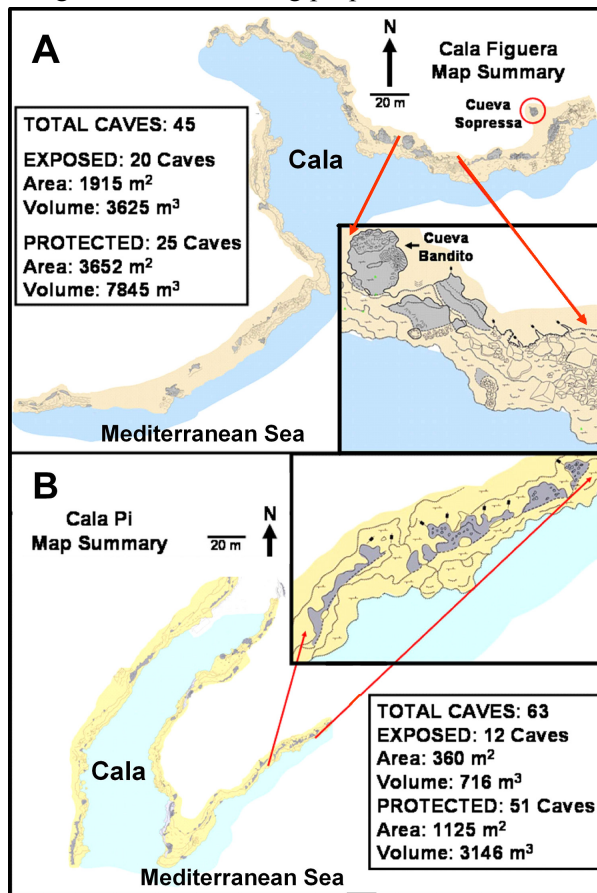 A
N
20 m
Cala Figuera
Map Summary
Cueva
Sopressa
TOTAL CAVES: 45
EXPOSED: 20 Caves
Area: 1915 m²
Volume: 3625 m³
PROTECTED: 25 Caves
Area: 3652 m²
Volume: 7845 m³
Cala
Cueva
Bandito
Mediterranean Sea
B
Cala Pi
Map Summary
20 m
N
Cala
TOTAL CAVES: 63
EXPOSED: 12 Caves
Area: 360 m²
Volume: 716 m³
PROTECTED: 51 Caves
Area: 1125 m²
Volume: 3146 m³
Mediterranean Sea